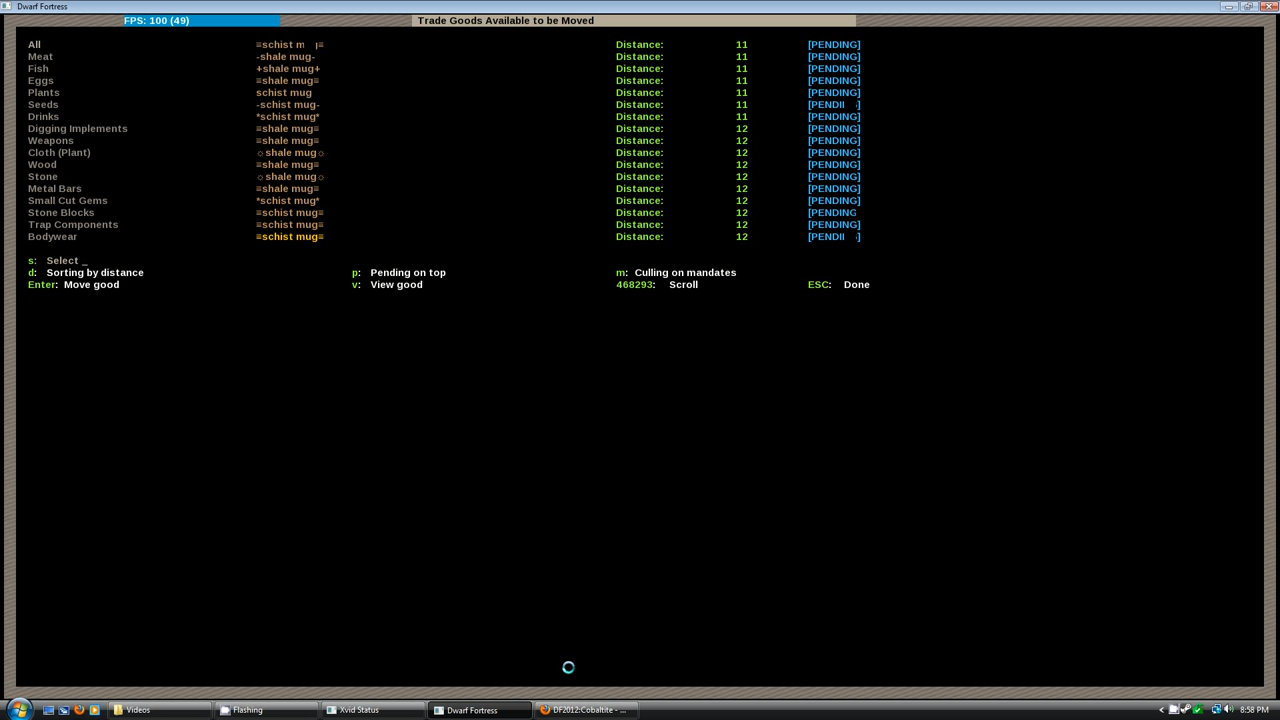 Dwarf Fortress
FPS: 100 (49) Trade Goods Available to be Moved
All ≡schist m ≡ Distance: 11 [PENDING]
Meat -shale mug- Distance: 11 [PENDING]
Fish +shale mug+ Distance: 11 [PENDING]
Eggs ≡shale mug≡ Distance: 11 [PENDING]
Plants schist mug Distance: 11 [PENDING]
Seeds -schist mug- Distance: 11 ]
Drinks *schist mug* Distance: 11 [PENDING]
Digging Implements ≡shale mug≡ Distance: 12 [PENDING]
Weapons ≡shale mug≡ Distance: 12 [PENDING]
Cloth (Plant) ☼shale mug☼ Distance: 12 [PENDING]
Wood ≡shale mug≡ Distance: 12 [PENDING]
Stone ☼shale mug☼ Distance: 12 [PENDING]
Metal Bars ≡shale mug≡ Distance: 12 [PENDING]
Small Cut Gems *schist mug* Distance: 12 [PENDING]
Stone Blocks ≡schist mug≡ Distance: 12 [PENDING
Trap Components ≡schist mug≡ Distance: 12 [PENDING]
Bodywear ≡schist mug≡ Distance: 12 ]
s: Select _
d: Sorting by distance p: Pending on top m: Culling on mandates
Enter: Move good v: View good 468293: Scroll ESC: Done
Videos Flashing Xvid Status Dwarf Fortress DF2012:Cobaltite - ... 8:58 PM